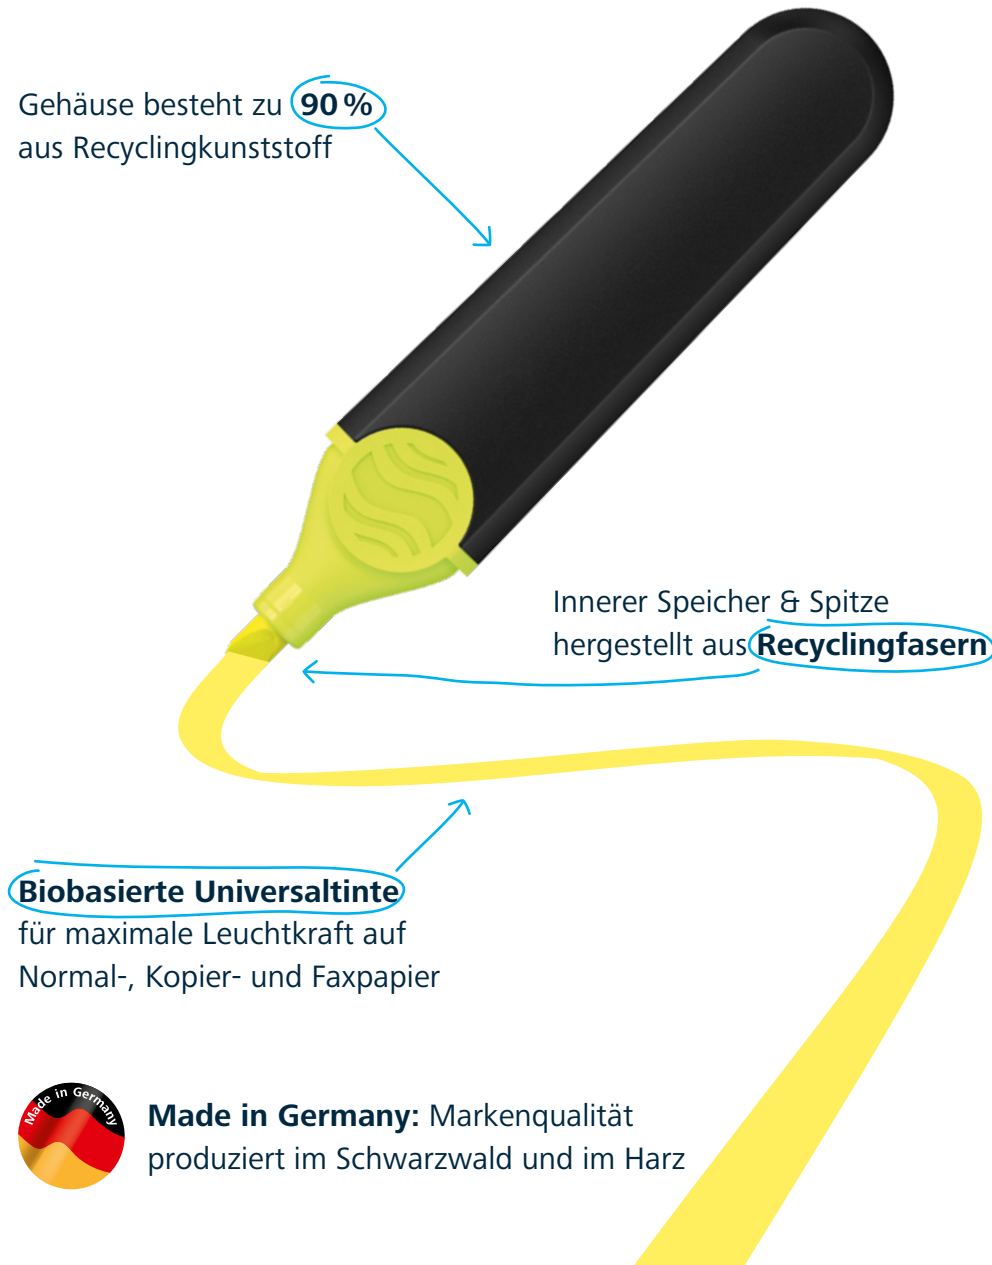 Gehäuse besteht zu 90 %
aus Recyclingkunststoff
Innerer Speicher & Spitze
hergestellt aus Recyclingfasern
Biobasierte Universaltinte
für maximale Leuchtkraft auf
Normal-, Kopier- und Faxpapier
Made in Germany
Made in Germany: Markenqualität
produziert im Schwarzwald und im Harz